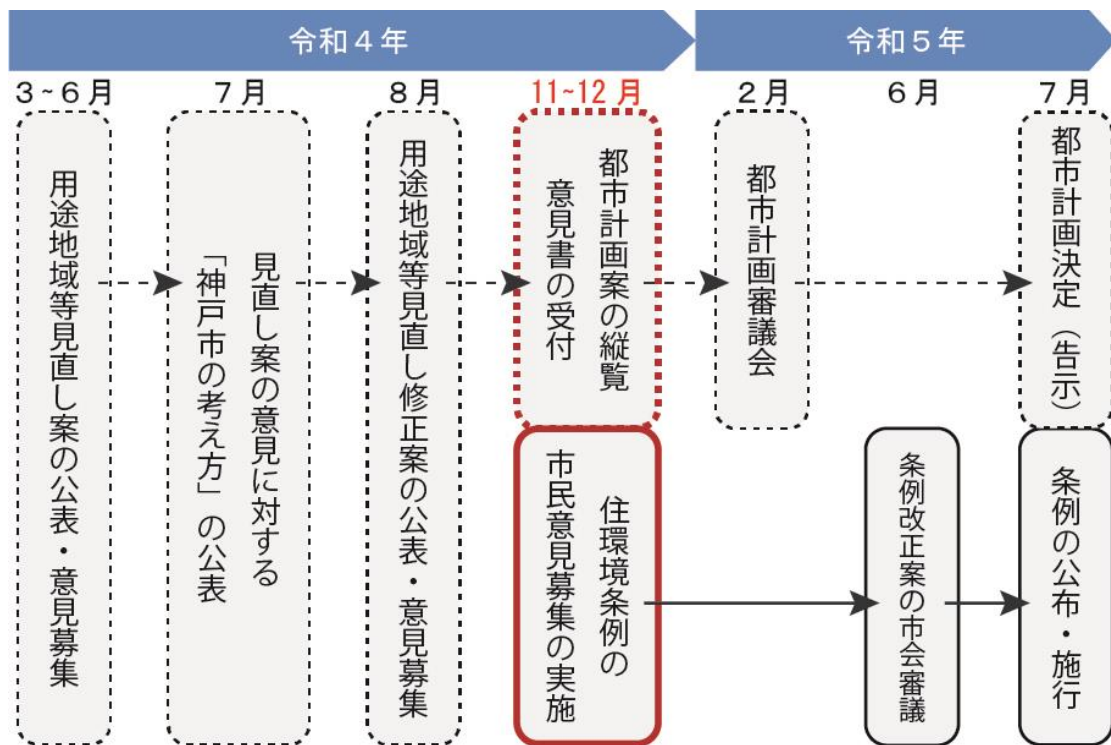 令和４年
令和５年
３~６月
７月
８月
11~12 月
２月
６月
７月
用途地域等見直し案の公表・意見募集
見直し案の意見に対する
「神戸市の考え方」の公表
用途地域等見直し修正案の公表・意見募集
都市計画案の縦覧
意見書の受付
住環境条例の
市民意見募集の実施
都市計画審議会
条例改正案の市会審議
都市計画決定（告示）
条例の公布・施行